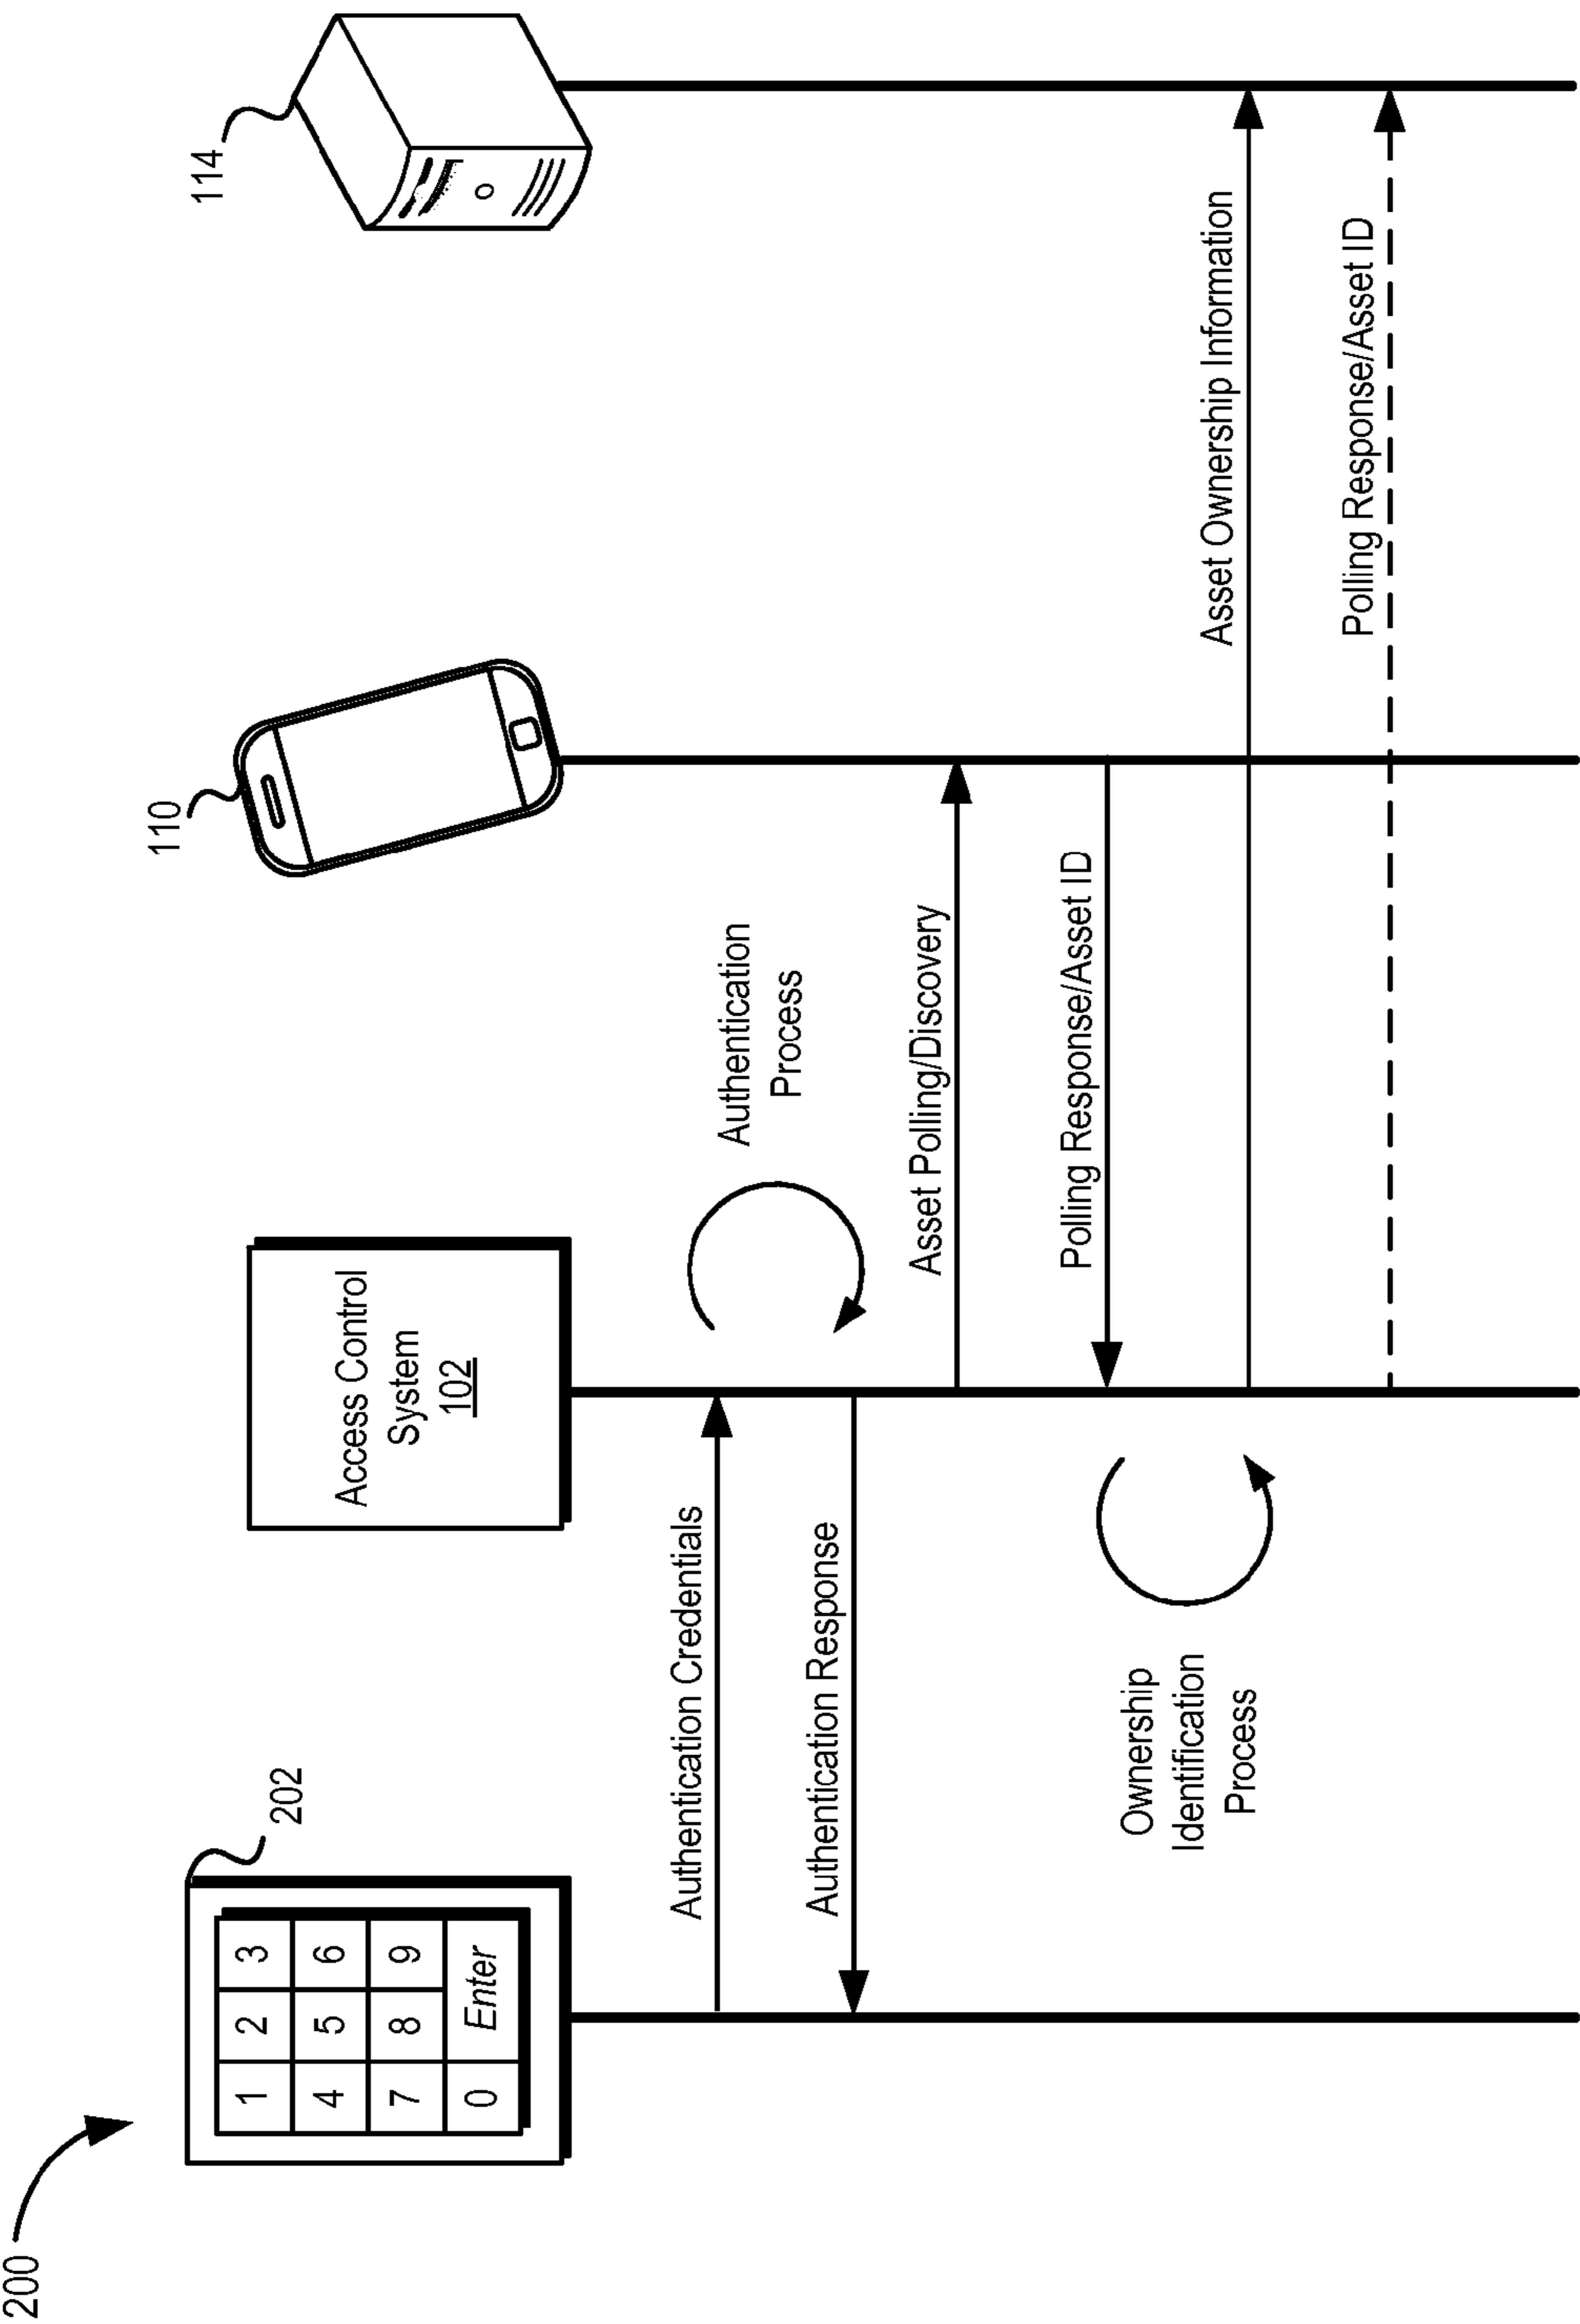 200
202
1 2 3
4 5 6
7 8 9
0 Enter
Access Control
System
102
110
114
Authentication Credentials
Authentication
Process
Authentication Response
Asset Polling/Discovery
Polling Response/Asset ID
Ownership
Identification
Process
Asset Ownership Information
Polling Response/Asset ID